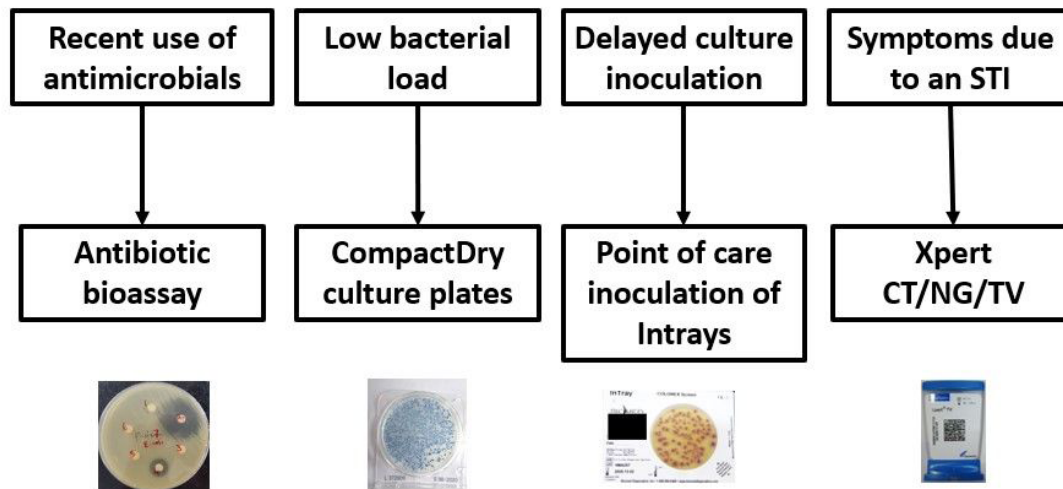 Recent use of
antimicrobials
Low bacterial
load
Delayed culture
inoculation
Symptoms due
to an STI
Antibiotic
bioassay
CompactDry
culture plates
Point of care
inoculation of
Intrays
Xpert
CT/NG/TV
InTray